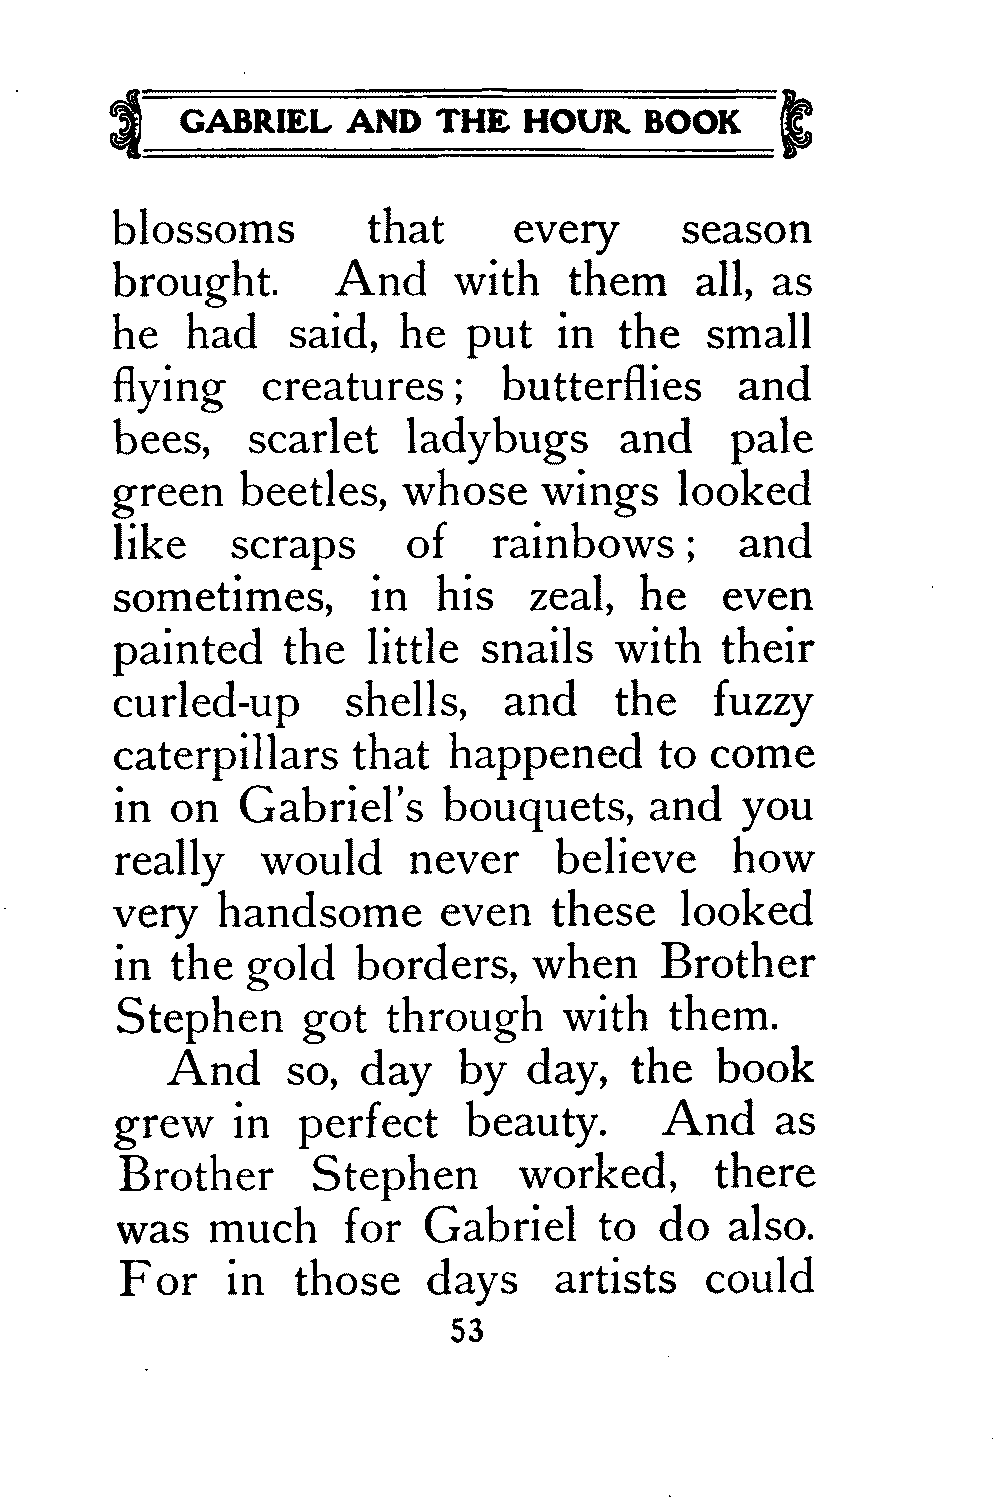 GABRIEL AND THE HOUR BOOK
blossoms that every season
brought. And with them all, as
he had said, he put in the small
flying creatures; butterflies and
bees, scarlet ladybugs and pale
green beetles, whose wings looked
like scraps of rainbows; and
sometimes, in his zeal, he even
painted the little snails with their
curled-up shells, and the fuzzy
caterpillars that happened to come
in on Gabriel's bouquets, and you
really would never believe how
very handsome even these looked
in the gold borders, when Brother
Stephen got through with them.
And so, day by day, the book
grew in perfect beauty. And as
Brother Stephen worked, there
was much for Gabriel to do also.
For in those days artists could
53